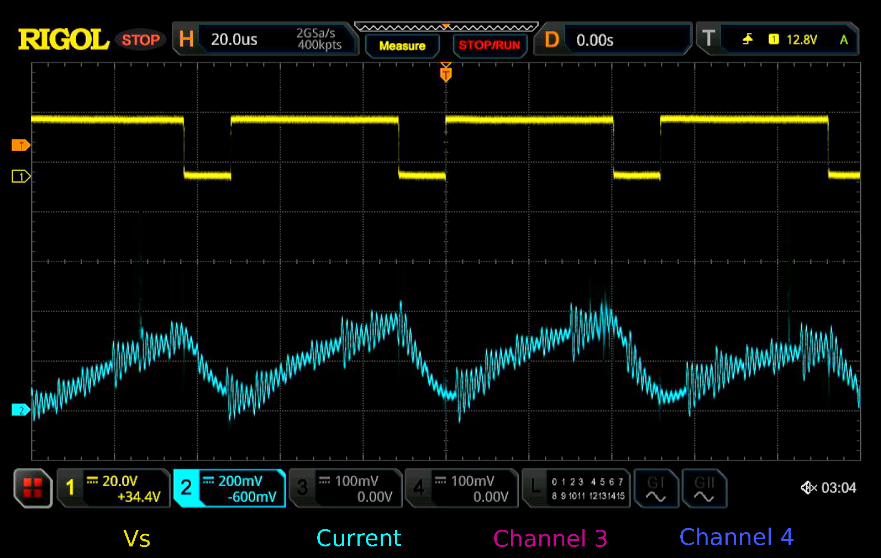 RIGOL STOP H 20.0us 2GSa/s 400kpts Measure STOP/RUN D 0.00s T 1 12.8V A
T
T
1
2
1 20.0V +34.4V 2 200mV -600mV 3 100mV 0.00V 4 100mV 0.00V L 0 1 2 3 4 5 6 7 8 9 10 11 12 13 14 15 GI GII 03:04
Vs Current Channel 3 Channel 4